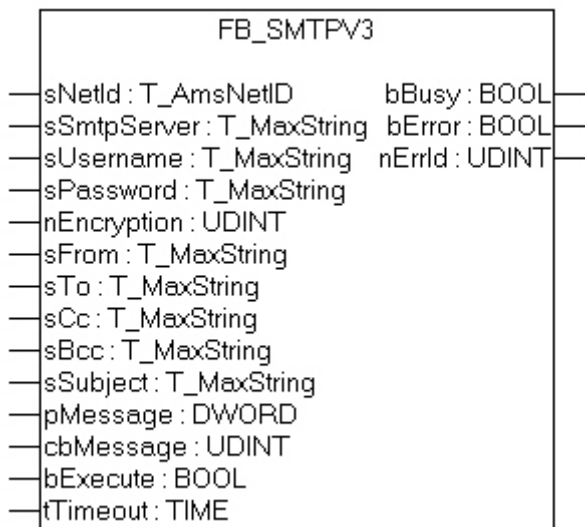 FB_SMTPV3
sNetId : T_AmsNetID bBusy : BOOL
sSmtpServer : T_MaxString bError : BOOL
sUsername : T_MaxString nErrId : UDINT
sPassword : T_MaxString
nEncryption : UDINT
sFrom : T_MaxString
sTo : T_MaxString
sCc : T_MaxString
sBcc : T_MaxString
sSubject : T_MaxString
pMessage : DWORD
cbMessage : UDINT
bExecute : BOOL
tTimeout : TIME